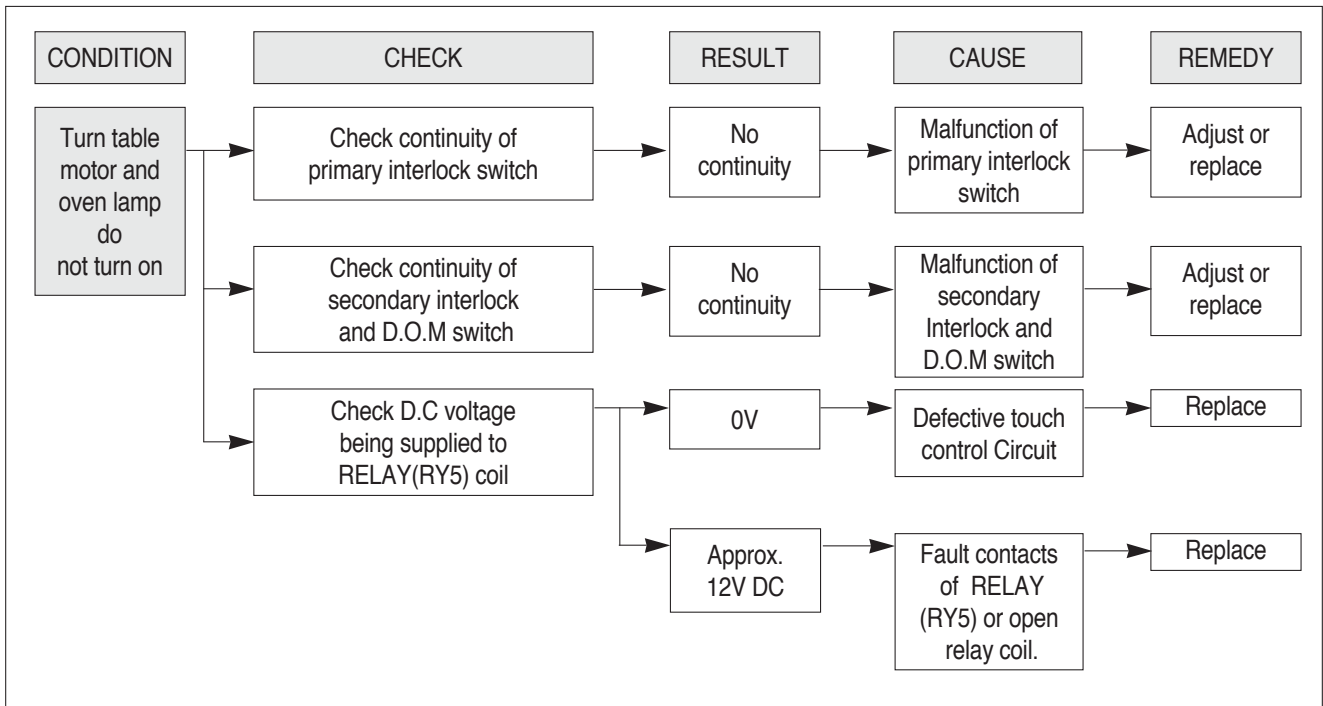 CONDITION
CHECK
RESULT
CAUSE
REMEDY
Turn table
motor and
oven lamp
do
not turn on
Check continuity of
primary interlock switch
No
continuity
Malfunction of
primary interlock
switch
Adjust or
replace
Check continuity of
secondary interlock
and D.O.M switch
No
continuity
Malfunction of
secondary
Interlock and
D.O.M switch
Adjust or
replace
Check D.C voltage
being supplied to
RELAY(RY5) coil
0V
Defective touch
control Circuit
Replace
Approx.
12V DC
Fault contacts
of RELAY
(RY5) or open
relay coil.
Replace